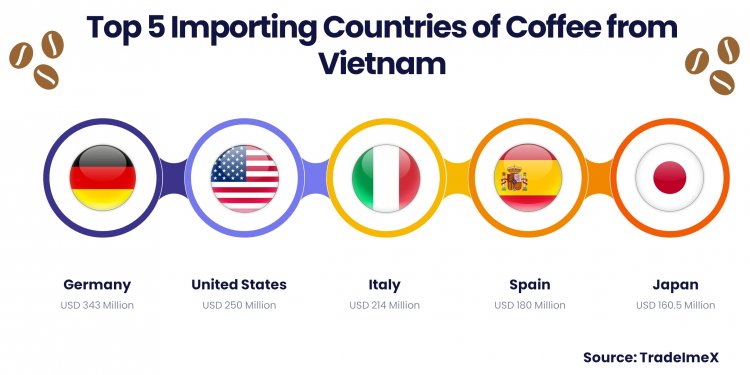 Top 5 Importing Countries of Coffee from
Vietnam
Germany
USD 343 Million
United States
USD 250 Million
Italy
USD 214 Million
Spain
USD 180 Million
Japan
USD 160.5 Million
Source: TradeImeX